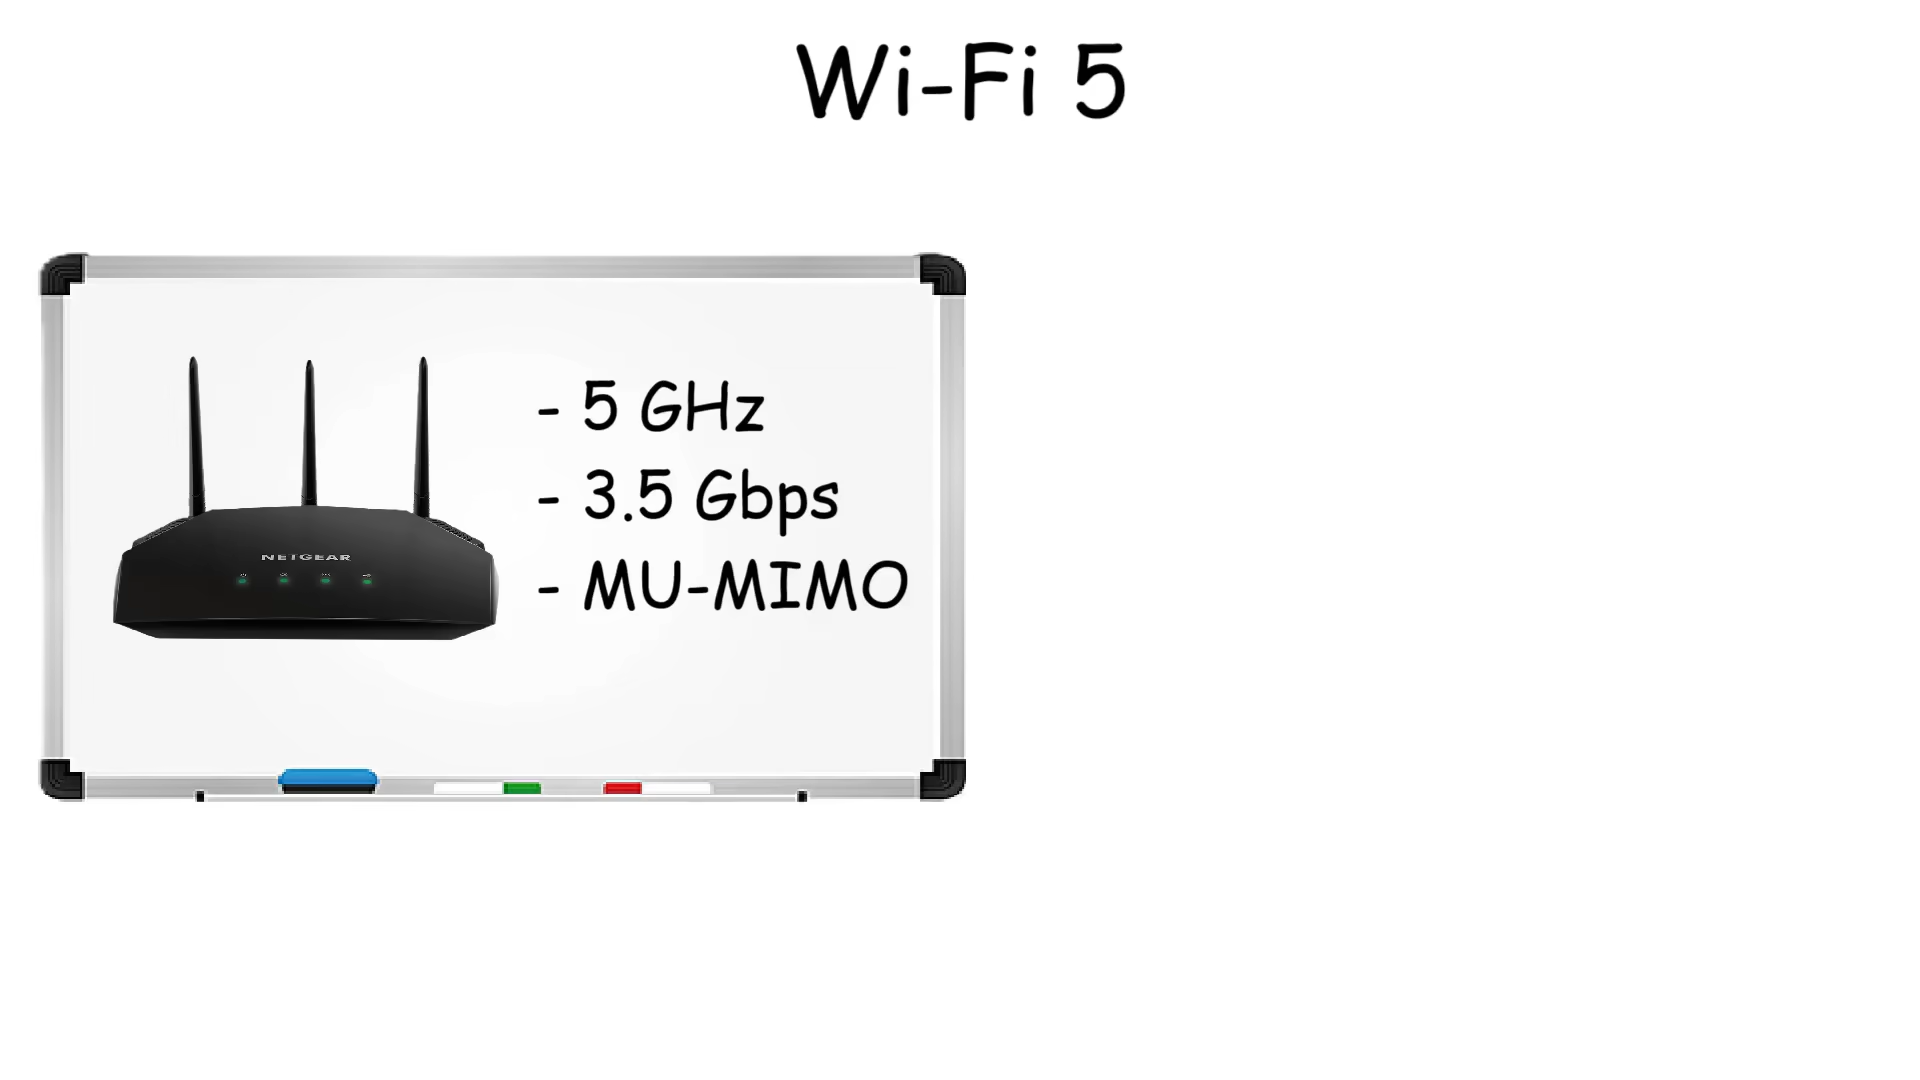 Wi-Fi 5
- 5 GHz
- 3.5 Gbps
- MU-MIMO
NETGEAR